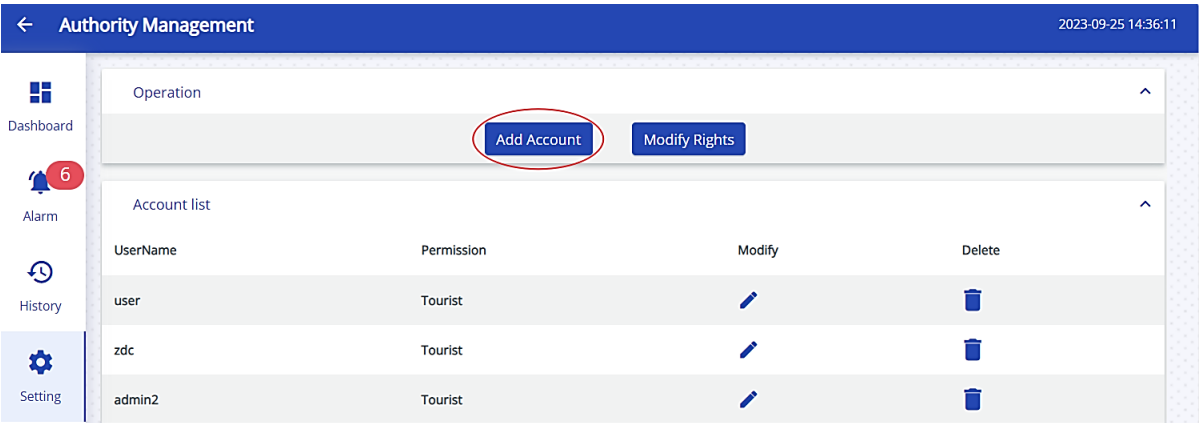 Authority Management 2023-09-25 14:36:11
Dashboard
6
Alarm
History
Setting
Operation
Add Account Modify Rights
Account list
UserName Permission Modify Delete
user Tourist
zdc Tourist
admin2 Tourist